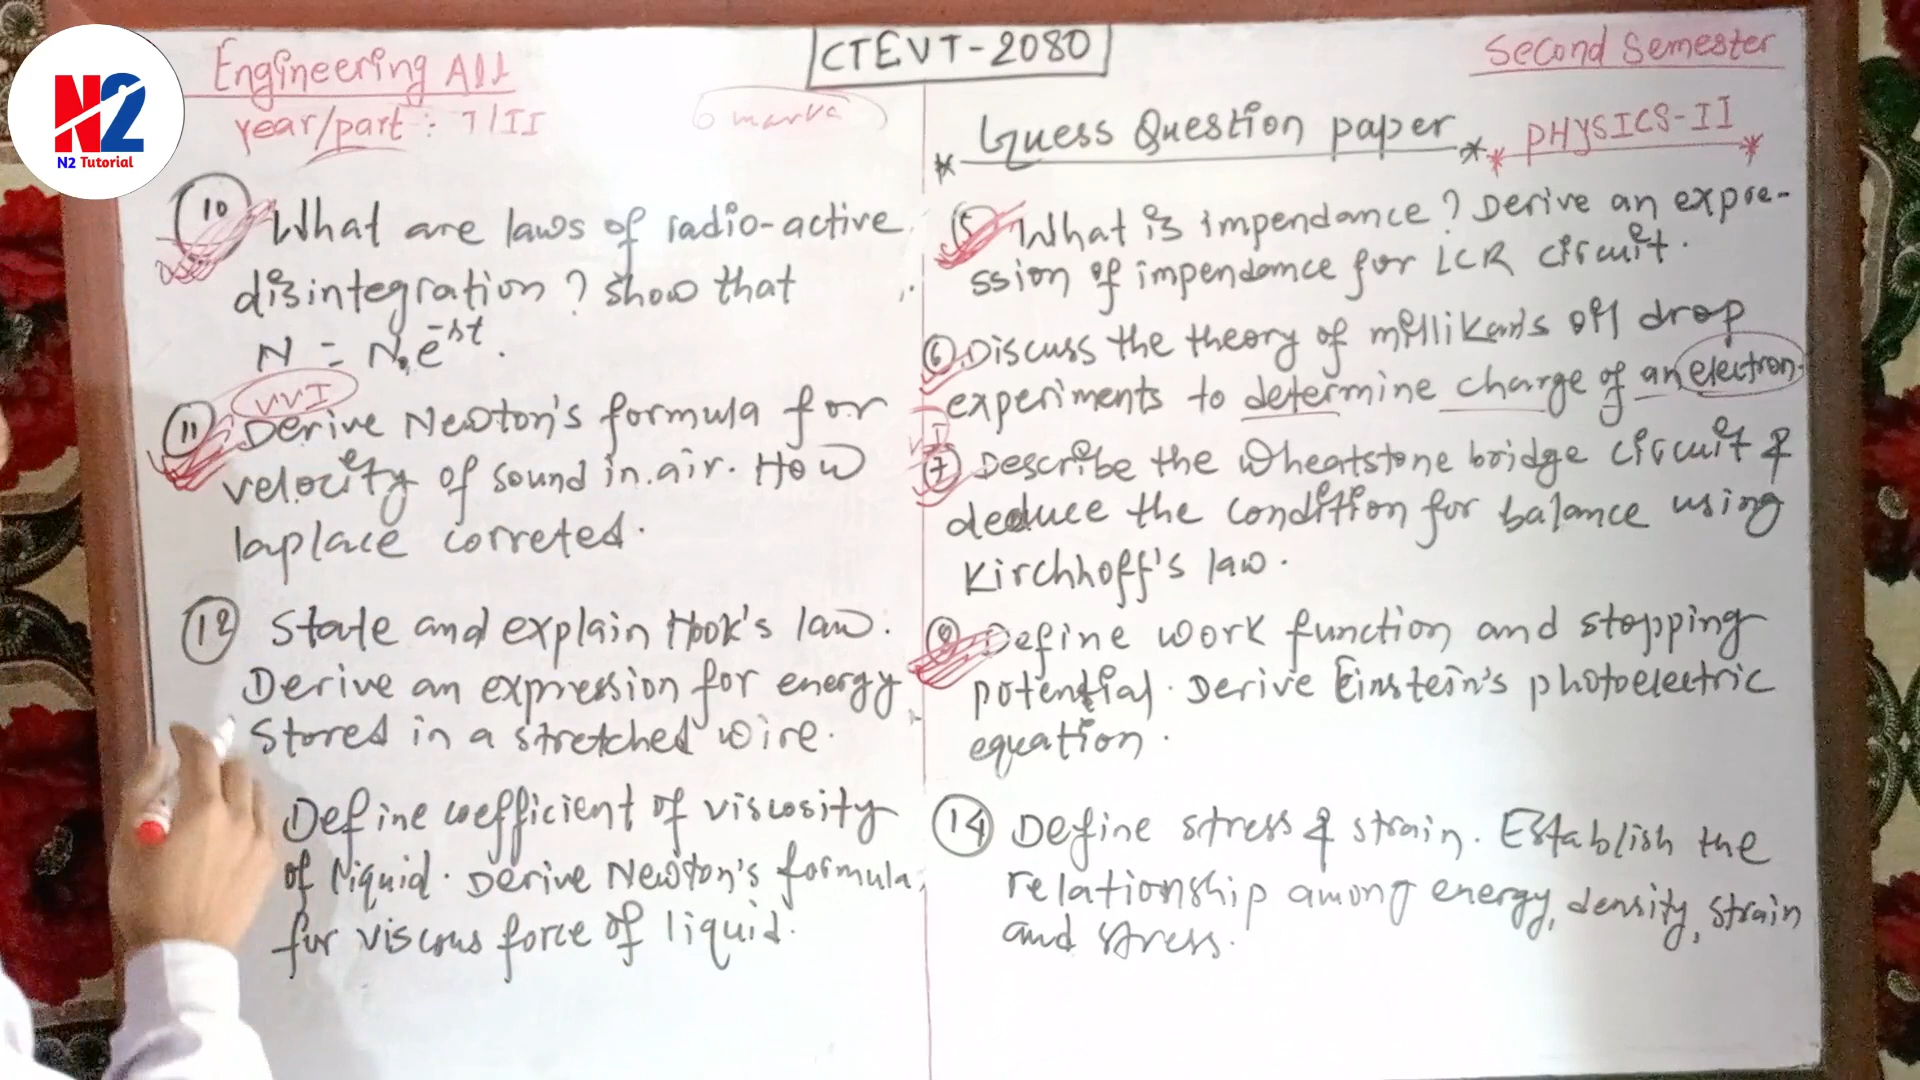 N2
N2 Tutorial
Engineering All
year/part : I/II
6 marks
CTEVT-2080
Second Semester
Guess Question paper
PHYSICS-II
10 What are laws of radio-active
disintegration ? show that
N = N₀e^-λt.
VVI
11 Derive Newton's formula for
velocity of sound in air. How
laplace correted.
12 State and explain Hook's law.
Derive an expression for energy
stored in a stretched wire.
Define coefficient of viscosity
of liquid. Derive Newton's formula
for viscous force of liquid.
5 What is impendance ? Derive an expre-
ssion of impendance for LCR circuit.
6 Discuss the theory of millikan's oil drop
experiments to determine charge of an electron.
VI
7 Describe the wheatstone bridge circuit &
deduce the condition for balance using
Kirchhoff's law.
Define work function and stopping
potential. Derive Einstein's photoelectric
equation.
14 Define stress & strain. Establish the
relationship among energy, density, strain
and stress.